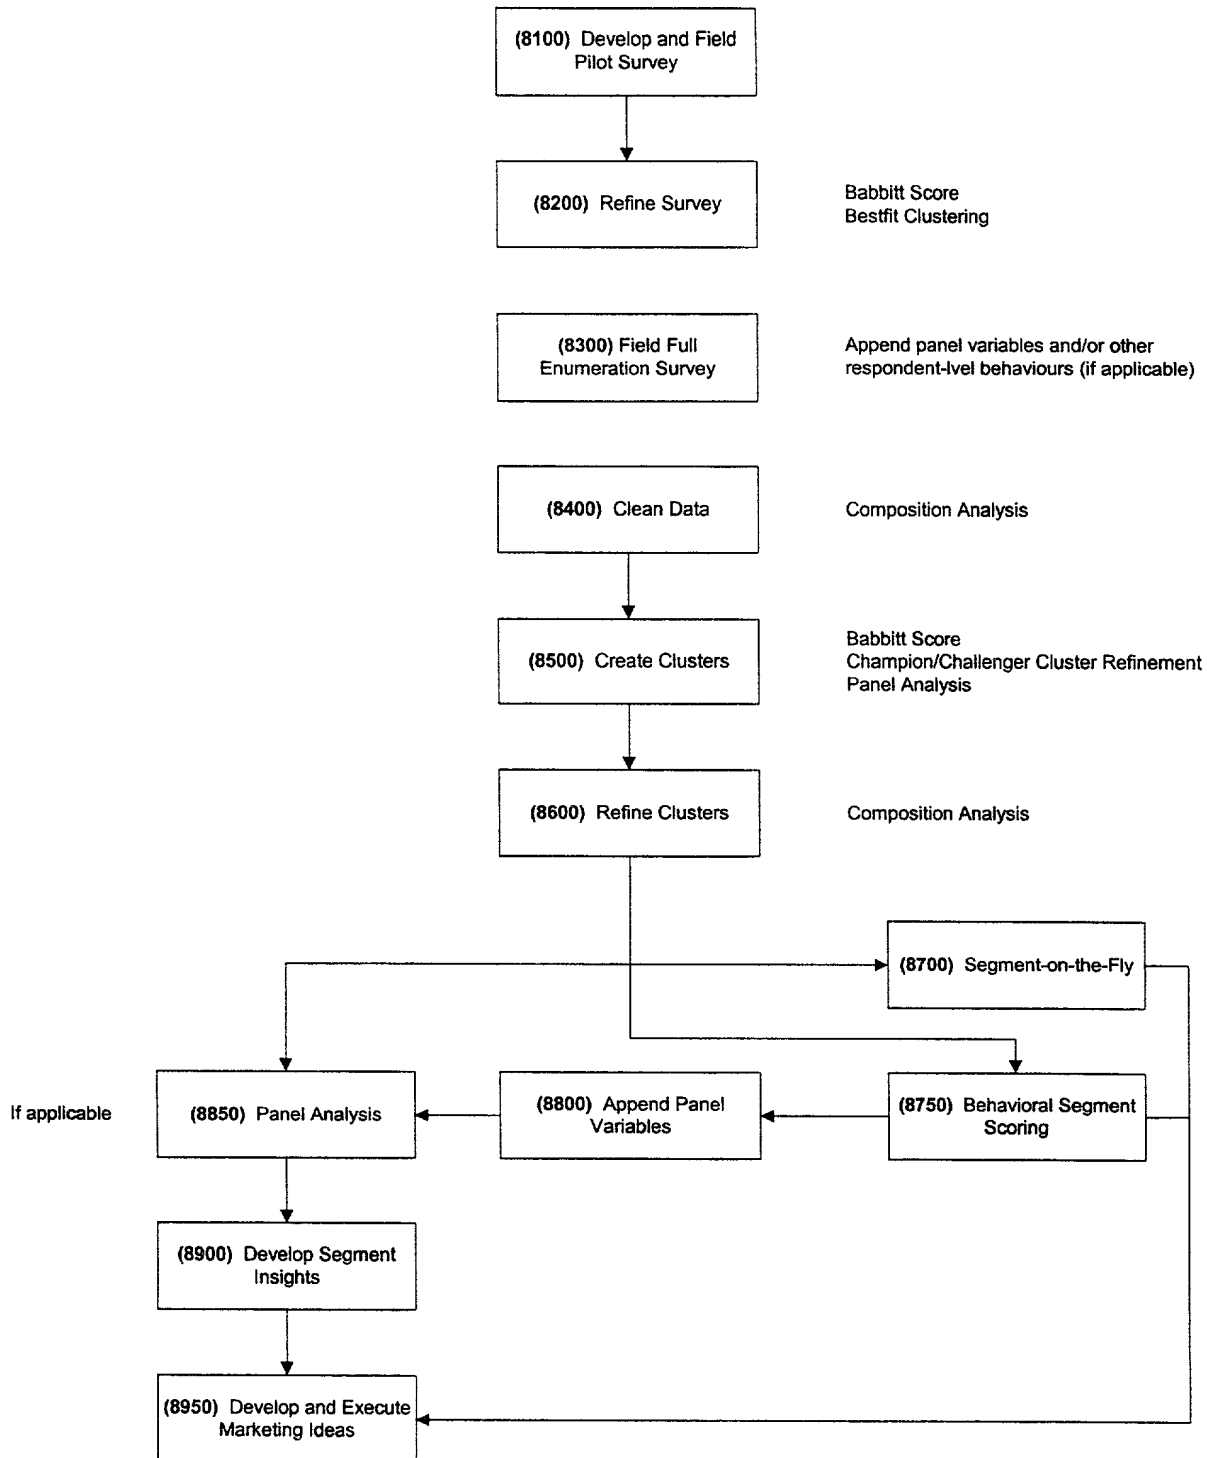 (8100) Develop and Field
Pilot Survey
(8200) Refine Survey
Babbitt Score
Bestfit Clustering
(8300) Field Full
Enumeration Survey
Append panel variables and/or other
respondent-lvel behaviours (if applicable)
(8400) Clean Data
Composition Analysis
(8500) Create Clusters
Babbitt Score
Champion/Challenger Cluster Refinement
Panel Analysis
(8600) Refine Clusters
Composition Analysis
(8700) Segment-on-the-Fly
If applicable
(8850) Panel Analysis
(8800) Append Panel
Variables
(8750) Behavioral Segment
Scoring
(8900) Develop Segment
Insights
(8950) Develop and Execute
Marketing Ideas